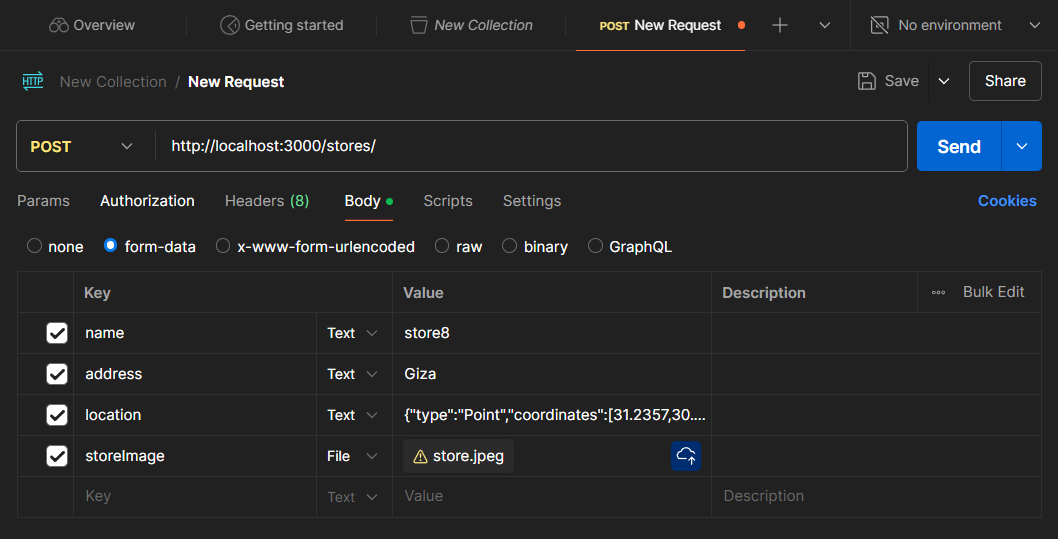 Overview Getting started New Collection POST New Request No environment
HTTP New Collection / New Request Save Share
POST http://localhost:3000/stores/ Send
Params Authorization Headers (8) Body Scripts Settings Cookies
none form-data x-www-form-urlencoded raw binary GraphQL
Key Value Description Bulk Edit
name Text store8
address Text Giza
location Text {"type":"Point","coordinates":[31.2357,30....
storeImage File store.jpeg
Key Text Value Description